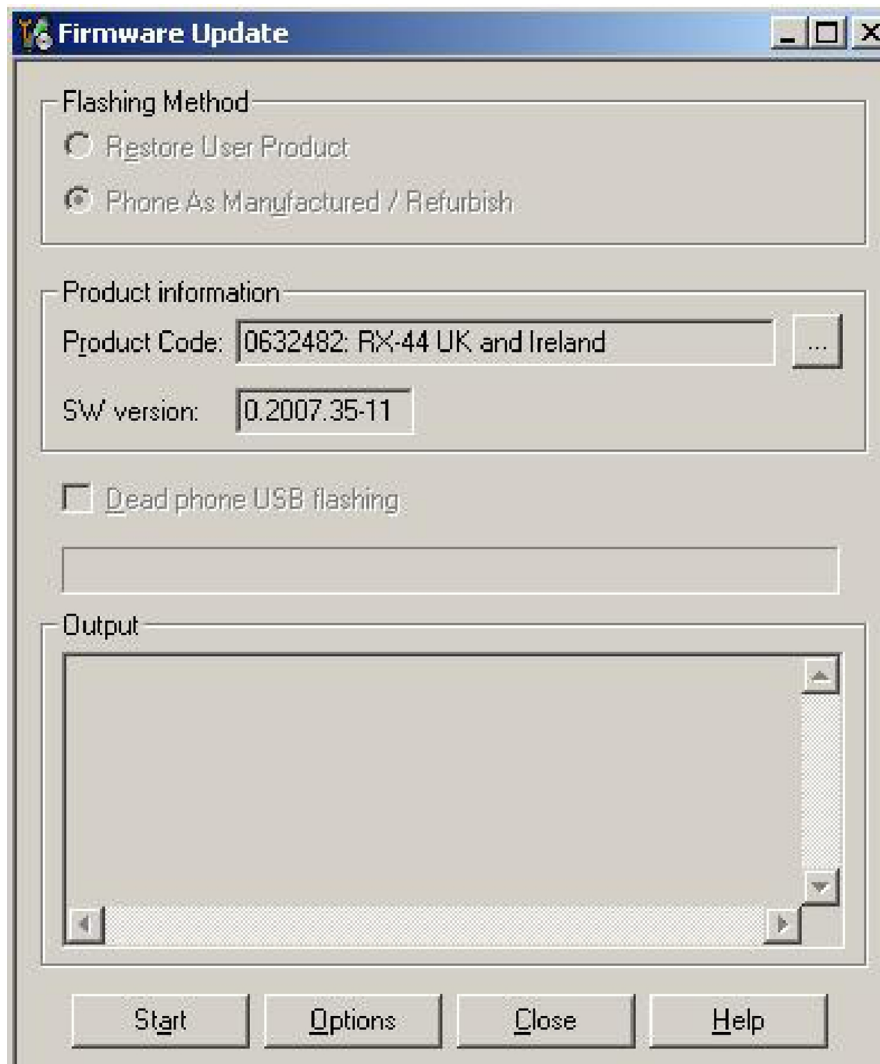 Firmware Update
Flashing Method
Restore User Product
Phone As Manufactured / Refurbish
Product information
Product Code: 0632482: RX-44 UK and Ireland ...
SW version: 0.2007.35-11
Dead phone USB flashing
Output
Start Options Close Help